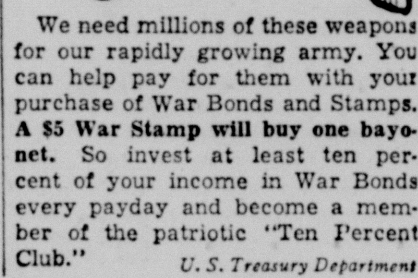 We need millions of these weapons
for our rapidly growing army. You
can help pay for them with your
purchase of War Bonds and Stamps.
A $5 War Stamp will buy one bayo-
net. So invest at least ten per-
cent of your income in War Bonds
every payday and become a mem-
ber of the patriotic "Ten Percent
Club."
U. S. Treasury Department